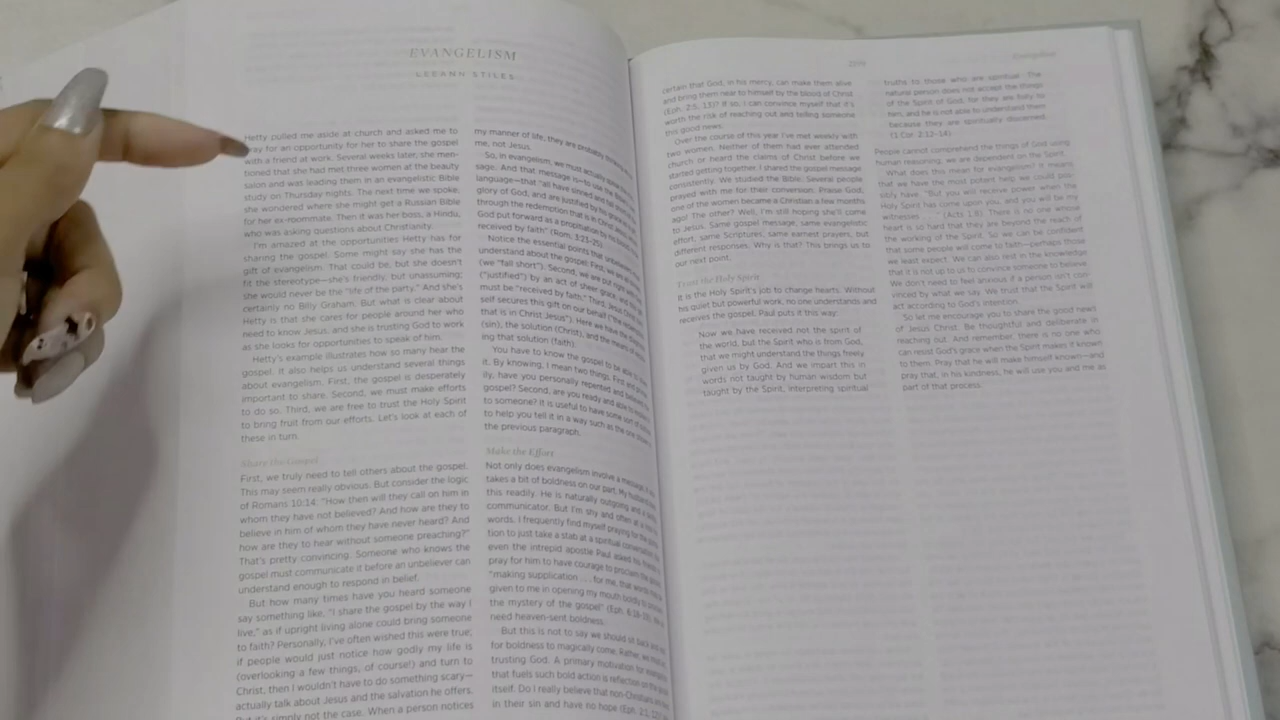 EVANGELISM
LEEANN STILES
Hetty pulled me aside at church and asked me to
pray for an opportunity for her to share the gospel
with a friend at work. Several weeks later, she men-
tioned that she had met three women at the beauty
salon and was leading them in an evangelistic Bible
study on Thursday nights. The next time we spoke,
she wondered where she might get a Russian Bible
for her ex-roommate. Then it was her boss, a Hindu,
who was asking questions about Christianity.
I'm amazed at the opportunities Hetty has for
sharing the gospel. Some might say she has the
gift of evangelism. That could be, but she doesn't
fit the stereotype—she's friendly, but unassuming;
she would never be the "life of the party." And she's
certainly no Billy Graham. But what is clear about
Hetty is that she cares for people around her who
need to know Jesus, and she is trusting God to work
as she looks for opportunities to speak of him.
Hetty's example illustrates how so many hear the
gospel. It also helps us understand several things
about evangelism. First, the gospel is desperately
important to share. Second, we must make efforts
to do so. Third, we are free to trust the Holy Spirit
to bring fruit from our efforts. Let's look at each of
these in turn.
Share the Gospel
First, we truly need to tell others about the gospel.
This may seem really obvious. But consider the logic
of Romans 10:14: "How then will they call on him in
whom they have not believed? And how are they to
believe in him of whom they have never heard? And
how are they to hear without someone preaching?"
That's pretty convincing. Someone who knows the
gospel must communicate it before an unbeliever can
understand enough to respond in belief.
But how many times have you heard someone
say something like, "I share the gospel by the way I
live," as if upright living alone could bring someone
to faith? Personally, I've often wished this were true,
if people would just notice how godly my life is
(overlooking a few things, of course!) and turn to
Christ, then I wouldn't have to do something scary—
actually talk about Jesus and the salvation he offers.
But it's simply not the case. When a person notices
my manner of life, they are probably
me, not Jesus.
So, in evangelism, we must actually
sage. And that message is—to use the
language—that "all have sinned and fall
glory of God, and are justified by his grace
through the redemption that is in Christ Jesus
God put forward as a propitiation by his blood
received by faith" (Rom. 3:23-25).
Notice the essential points that
understand about the gospel: First, we
(we "fall short"). Second, we are put right
("justified") by an act of sheer grace,
must be "received by faith." Third, Jesus
self secures this gift on our behalf ("the
that is in Christ Jesus"). Here we have the
(sin), the solution (Christ), and the means of
ing that solution (faith).
You have to know the gospel to be able to
it. By knowing, I mean two things. First
ily, have you personally repented and believed the
gospel? Second, are you ready and able to
to someone? It is useful to have some sort of
to help you tell it in a way such as the one
the previous paragraph.
Make the Effort
Not only does evangelism involve a message, it
takes a bit of boldness on our part. My husband
this readily. He is naturally outgoing and a
communicator. But I'm shy and often at a
words. I frequently find myself praying for
tion to just take a stab at a spiritual conversation.
even the intrepid apostle Paul asked his
pray for him to have courage to proclaim the
"making supplication . . . for me, that words may
given to me in opening my mouth boldly to
the mystery of the gospel" (Eph. 6:18-19).
need heaven-sent boldness.
But this is not to say we should sit back and
for boldness to magically come. Rather, we must
trusting God. A primary motivation for
that fuels such bold action is reflection on the
itself. Do I really believe that non-Christians are
in their sin and have no hope (Eph. 2:1, 12)?
2199
Evangelism
certain that God, in his mercy, can make them alive
and bring them near to himself by the blood of Christ
(Eph. 2:5, 13)? If so, I can convince myself that it's
worth the risk of reaching out and telling someone
this good news.
Over the course of this year I've met weekly with
two women. Neither of them had ever attended
church or heard the claims of Christ before we
started getting together. I shared the gospel message
consistently. We studied the Bible. Several people
prayed with me for their conversion. Praise God,
one of the women became a Christian a few months
ago! The other? Well, I'm still hoping she'll come
to Jesus. Same gospel message, same evangelistic
effort, same Scriptures, same earnest prayers, but
different responses. Why is that? This brings us to
our next point.
Trust the Holy Spirit
It is the Holy Spirit's job to change hearts. Without
his quiet but powerful work, no one understands and
receives the gospel. Paul puts it this way:
Now we have received not the spirit of
the world, but the Spirit who is from God,
that we might understand the things freely
given us by God. And we impart this in
words not taught by human wisdom but
taught by the Spirit, interpreting spiritual
truths to those who are spiritual. The
natural person does not accept the things
of the Spirit of God, for they are folly to
him, and he is not able to understand them
because they are spiritually discerned.
(1 Cor. 2:12-14)
People cannot comprehend the things of God using
human reasoning; we are dependent on the Spirit.
What does this mean for evangelism? It means
that we have the most potent help we could pos-
sibly have. "But you will receive power when the
Holy Spirit has come upon you, and you will be my
witnesses . . ." (Acts 1:8). There is no one whose
heart is so hard that they are beyond the reach of
the working of the Spirit. So we can be confident
that some people will come to faith—perhaps those
we least expect. We can also rest in the knowledge
that it is not up to us to convince someone to believe.
We don't need to feel anxious if a person isn't con-
vinced by what we say. We trust that the Spirit will
act according to God's intention.
So let me encourage you to share the good news
of Jesus Christ. Be thoughtful and deliberate in
reaching out. And remember, there is no one who
can resist God's grace when the Spirit makes it known
to them. Pray that he will make himself known—and
pray that, in his kindness, he will use you and me as
part of that process.